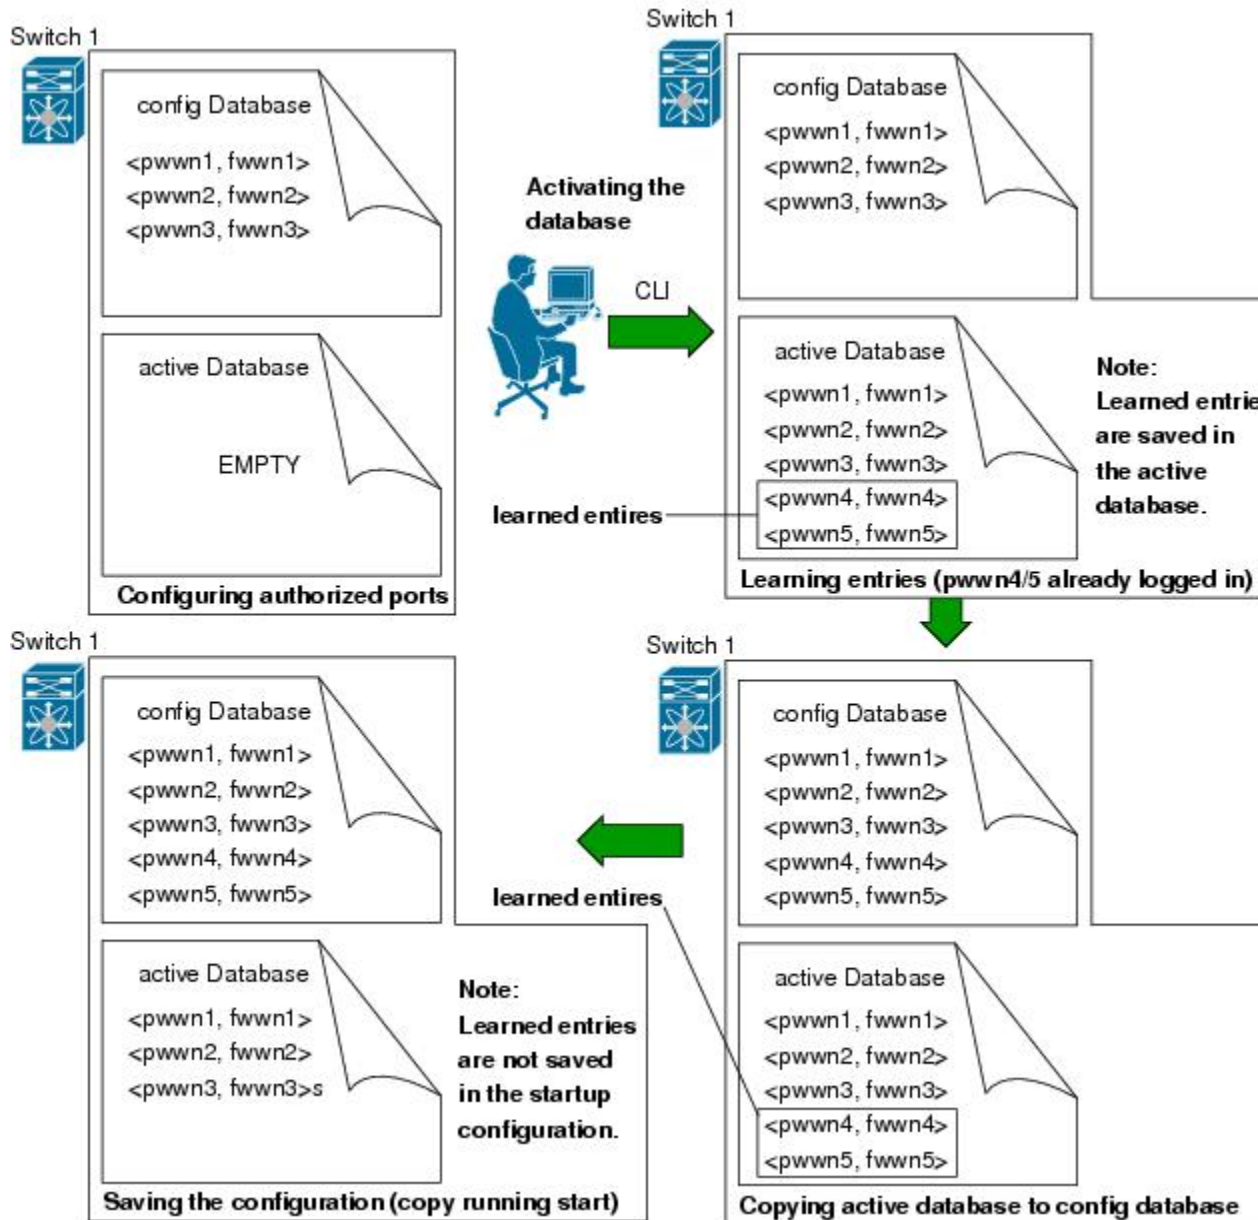 Switch 1
config Database
<pwwn1, fwwn1>
<pwwn2, fwwn2>
<pwwn3, fwwn3>
active Database
EMPTY
Configuring authorized ports
Activating the
database
CLI
Switch 1
config Database
<pwwn1, fwwn1>
<pwwn2, fwwn2>
<pwwn3, fwwn3>
active Database
<pwwn1, fwwn1>
<pwwn2, fwwn2>
<pwwn3, fwwn3>
<pwwn4, fwwn4>
<pwwn5, fwwn5>
learned entires
Note:
Learned entrie
are saved in
the active
database.
Learning entries (pwwn4/5 already logged in)
Switch 1
config Database
<pwwn1, fwwn1>
<pwwn2, fwwn2>
<pwwn3, fwwn3>
<pwwn4, fwwn4>
<pwwn5, fwwn5>
active Database
<pwwn1, fwwn1>
<pwwn2, fwwn2>
<pwwn3, fwwn3>s
Note:
Learned entries
are not saved
in the startup
configuration.
Saving the configuration (copy running start)
Switch 1
config Database
<pwwn1, fwwn1>
<pwwn2, fwwn2>
<pwwn3, fwwn3>
<pwwn4, fwwn4>
<pwwn5, fwwn5>
learned entires
active Database
<pwwn1, fwwn1>
<pwwn2, fwwn2>
<pwwn3, fwwn3>
<pwwn4, fwwn4>
<pwwn5, fwwn5>
Copying active database to config database